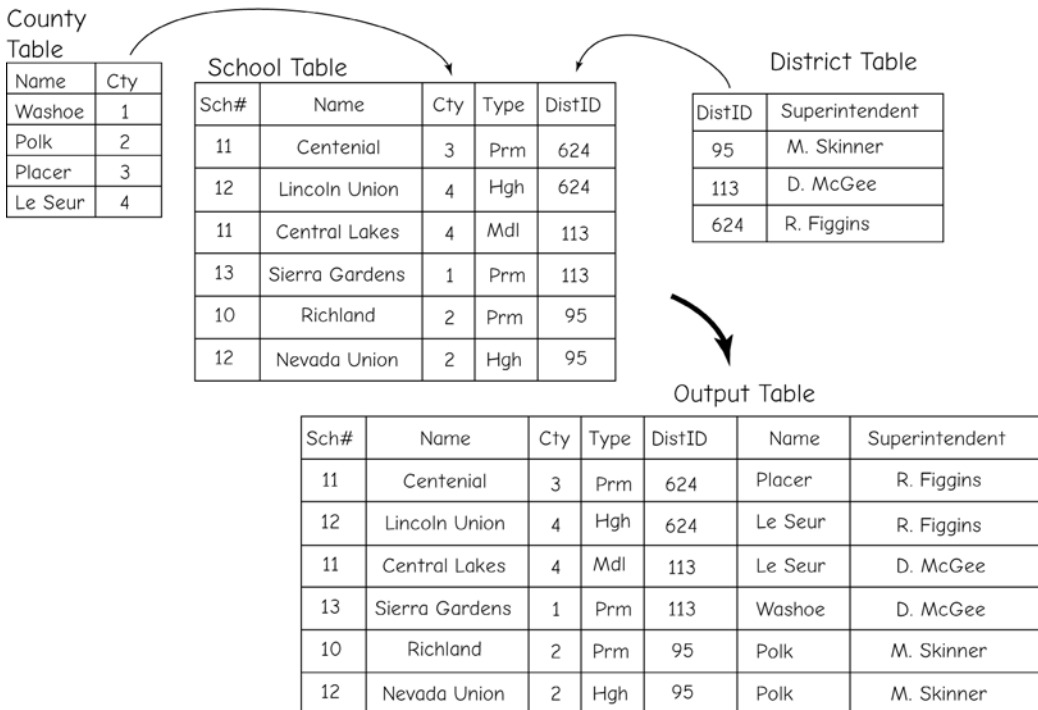 County
Table
Name Cty
Washoe 1
Polk 2
Placer 3
Le Seur 4
School Table
Sch# Name Cty Type DistID
11 Centenial 3 Prm 624
12 Lincoln Union 4 Hgh 624
11 Central Lakes 4 Mdl 113
13 Sierra Gardens 1 Prm 113
10 Richland 2 Prm 95
12 Nevada Union 2 Hgh 95
District Table
DistID Superintendent
95 M. Skinner
113 D. McGee
624 R. Figgins
Output Table
Sch# Name Cty Type DistID Name Superintendent
11 Centenial 3 Prm 624 Placer R. Figgins
12 Lincoln Union 4 Hgh 624 Le Seur R. Figgins
11 Central Lakes 4 Mdl 113 Le Seur D. McGee
13 Sierra Gardens 1 Prm 113 Washoe D. McGee
10 Richland 2 Prm 95 Polk M. Skinner
12 Nevada Union 2 Hgh 95 Polk M. Skinner